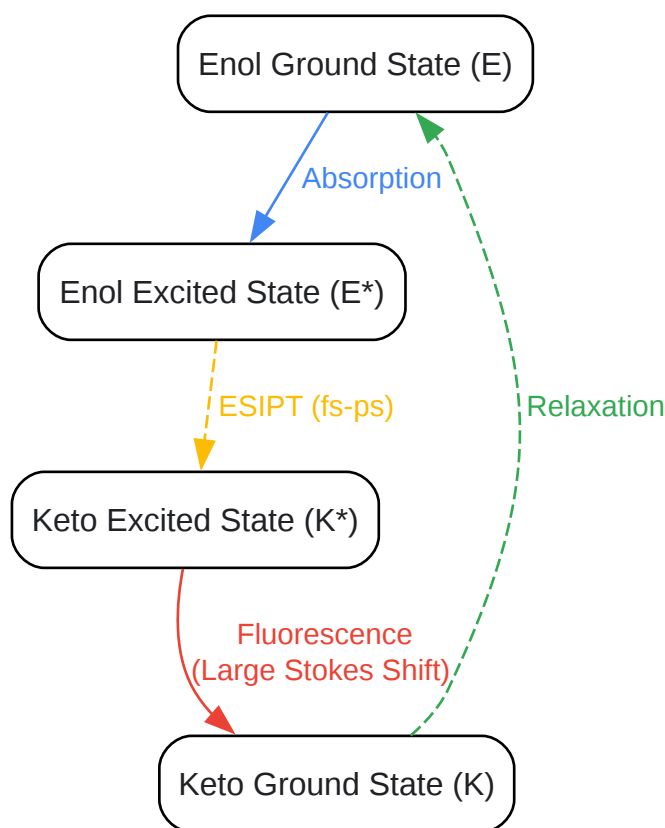 Enol Ground State (E)
Absorption
Enol Excited State (E*)
ESIPT (fs-ps)
Relaxation
Keto Excited State (K*)
Fluorescence
(Large Stokes Shift)
Keto Ground State (K)